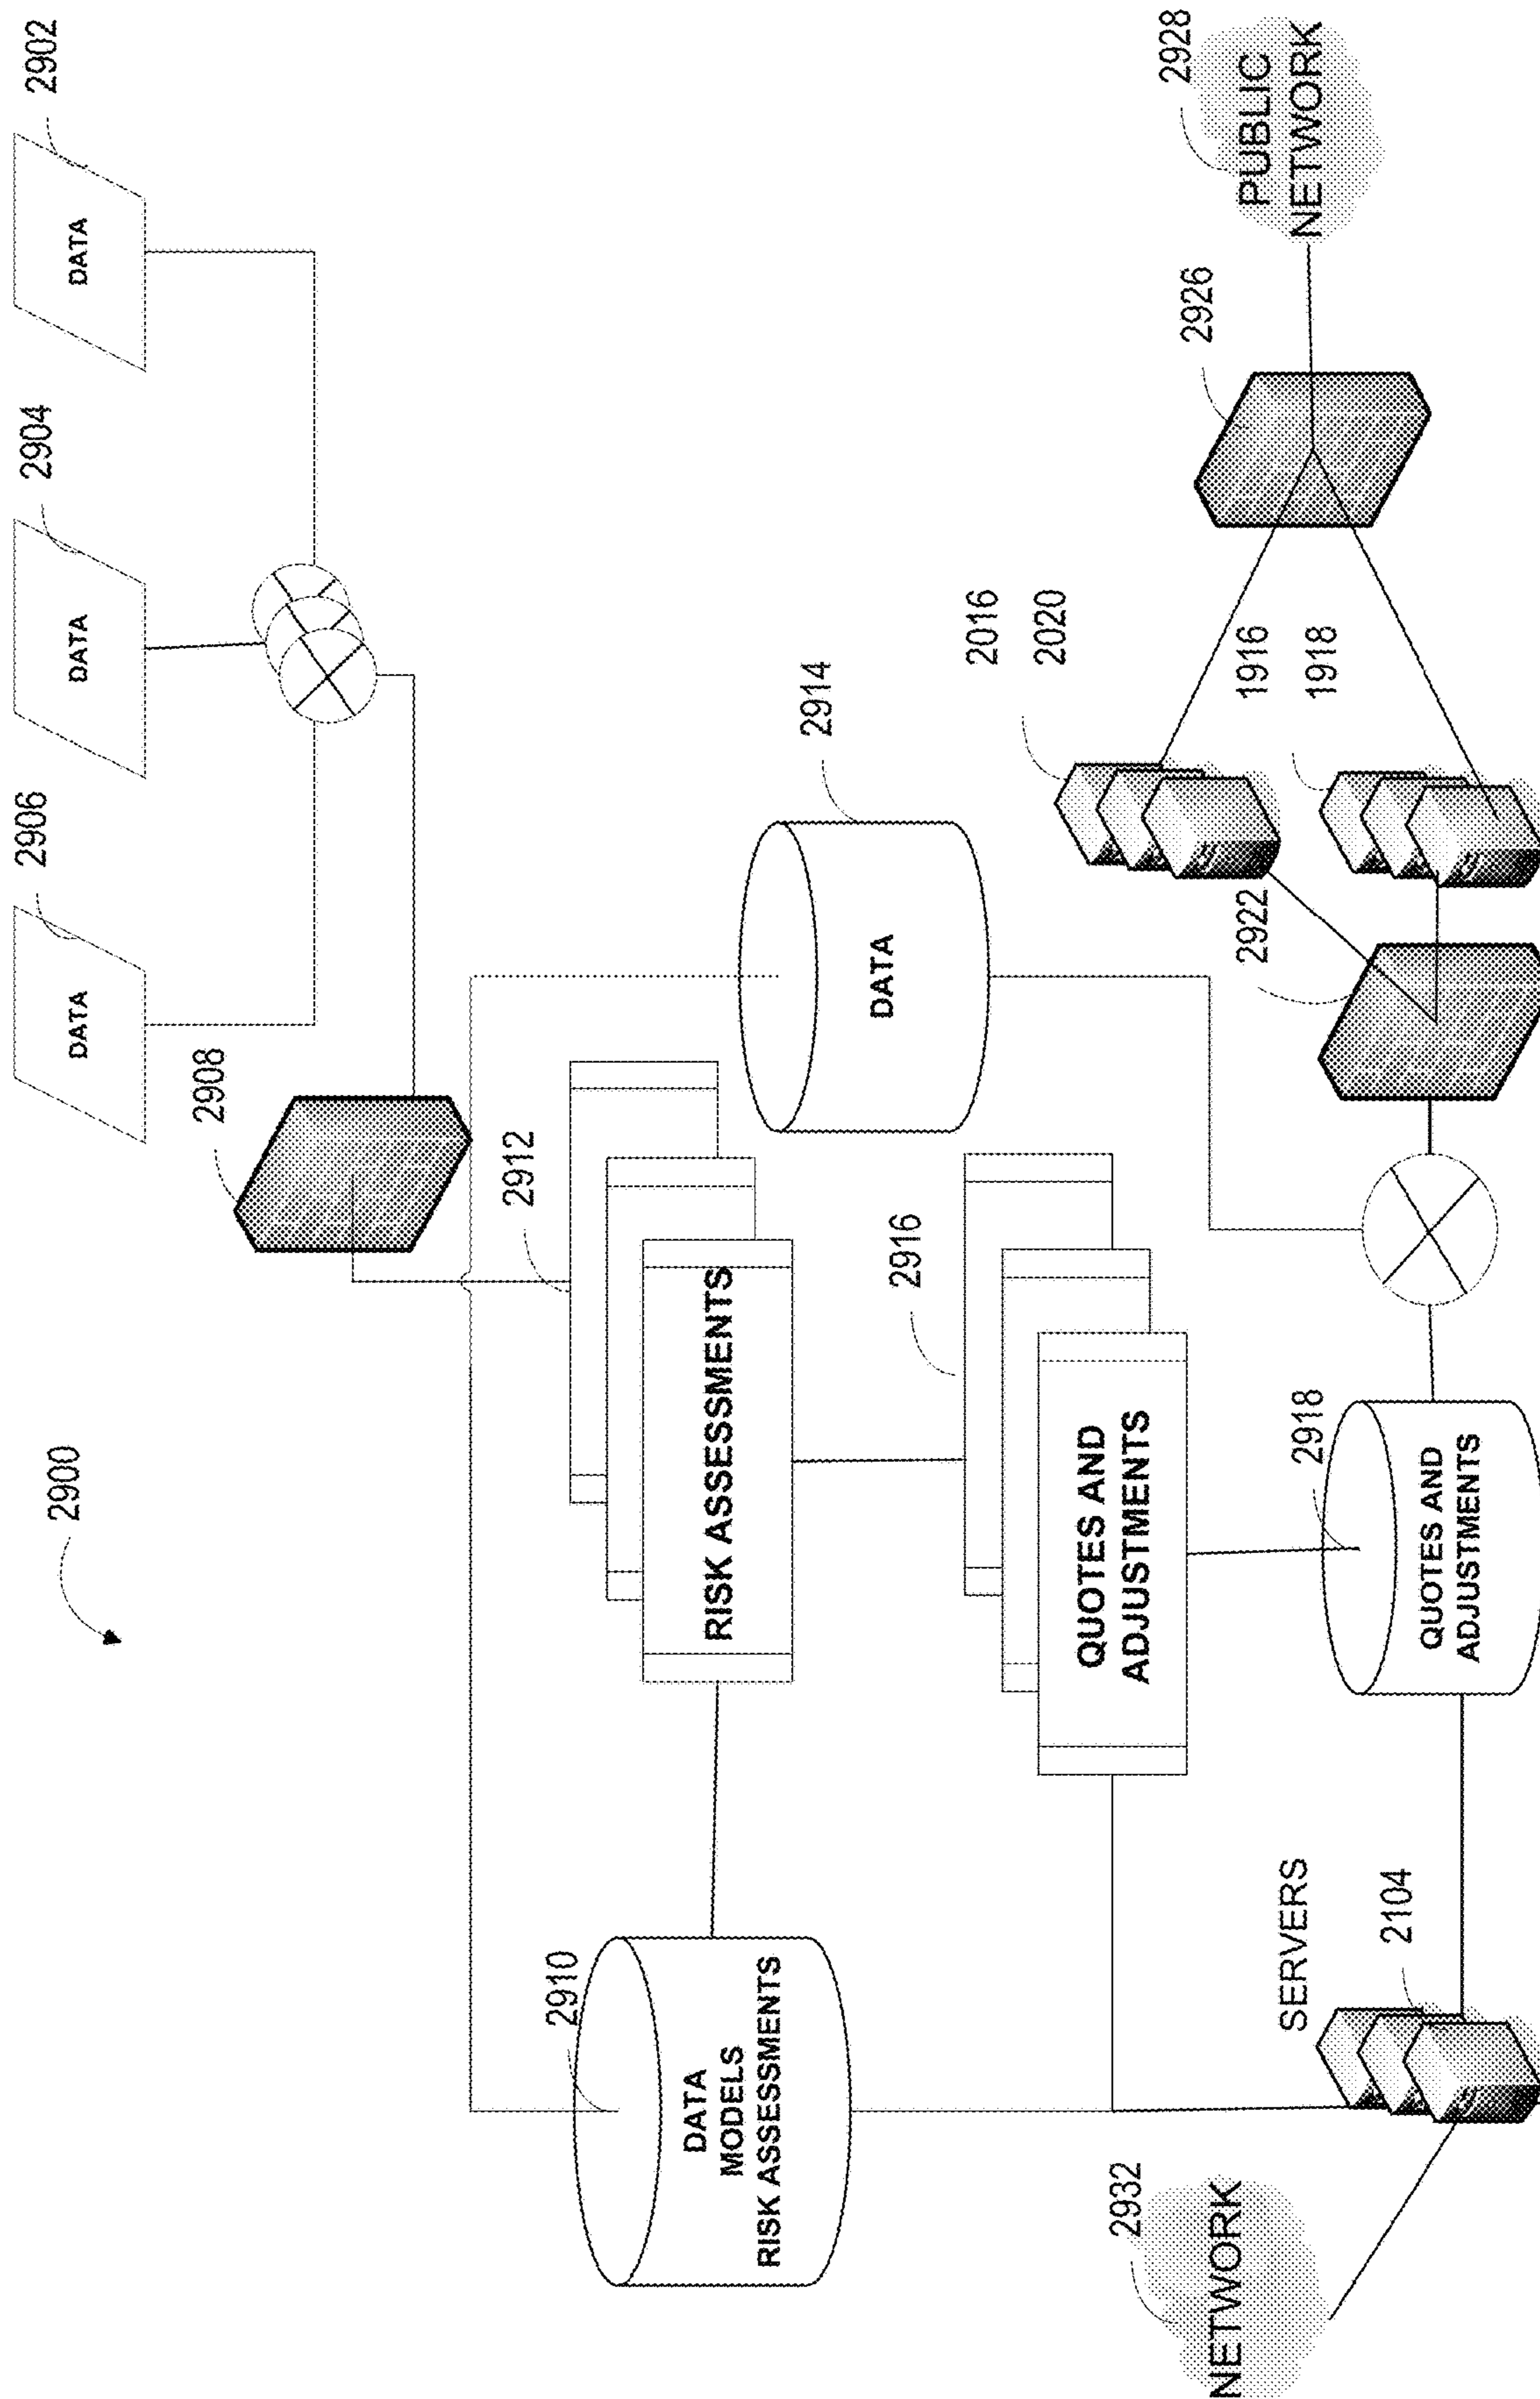 2900
2906
DATA
2904
DATA
2902
DATA
2908
2910
DATA
MODELS
RISK ASSESSMENTS
2912
RISK ASSESSMENTS
2914
DATA
2916
QUOTES AND
ADJUSTMENTS
2016
2020
2932
NETWORK
SERVERS
2104
2918
QUOTES AND
ADJUSTMENTS
2922
1916
1918
2926
2928
PUBLIC
NETWORK